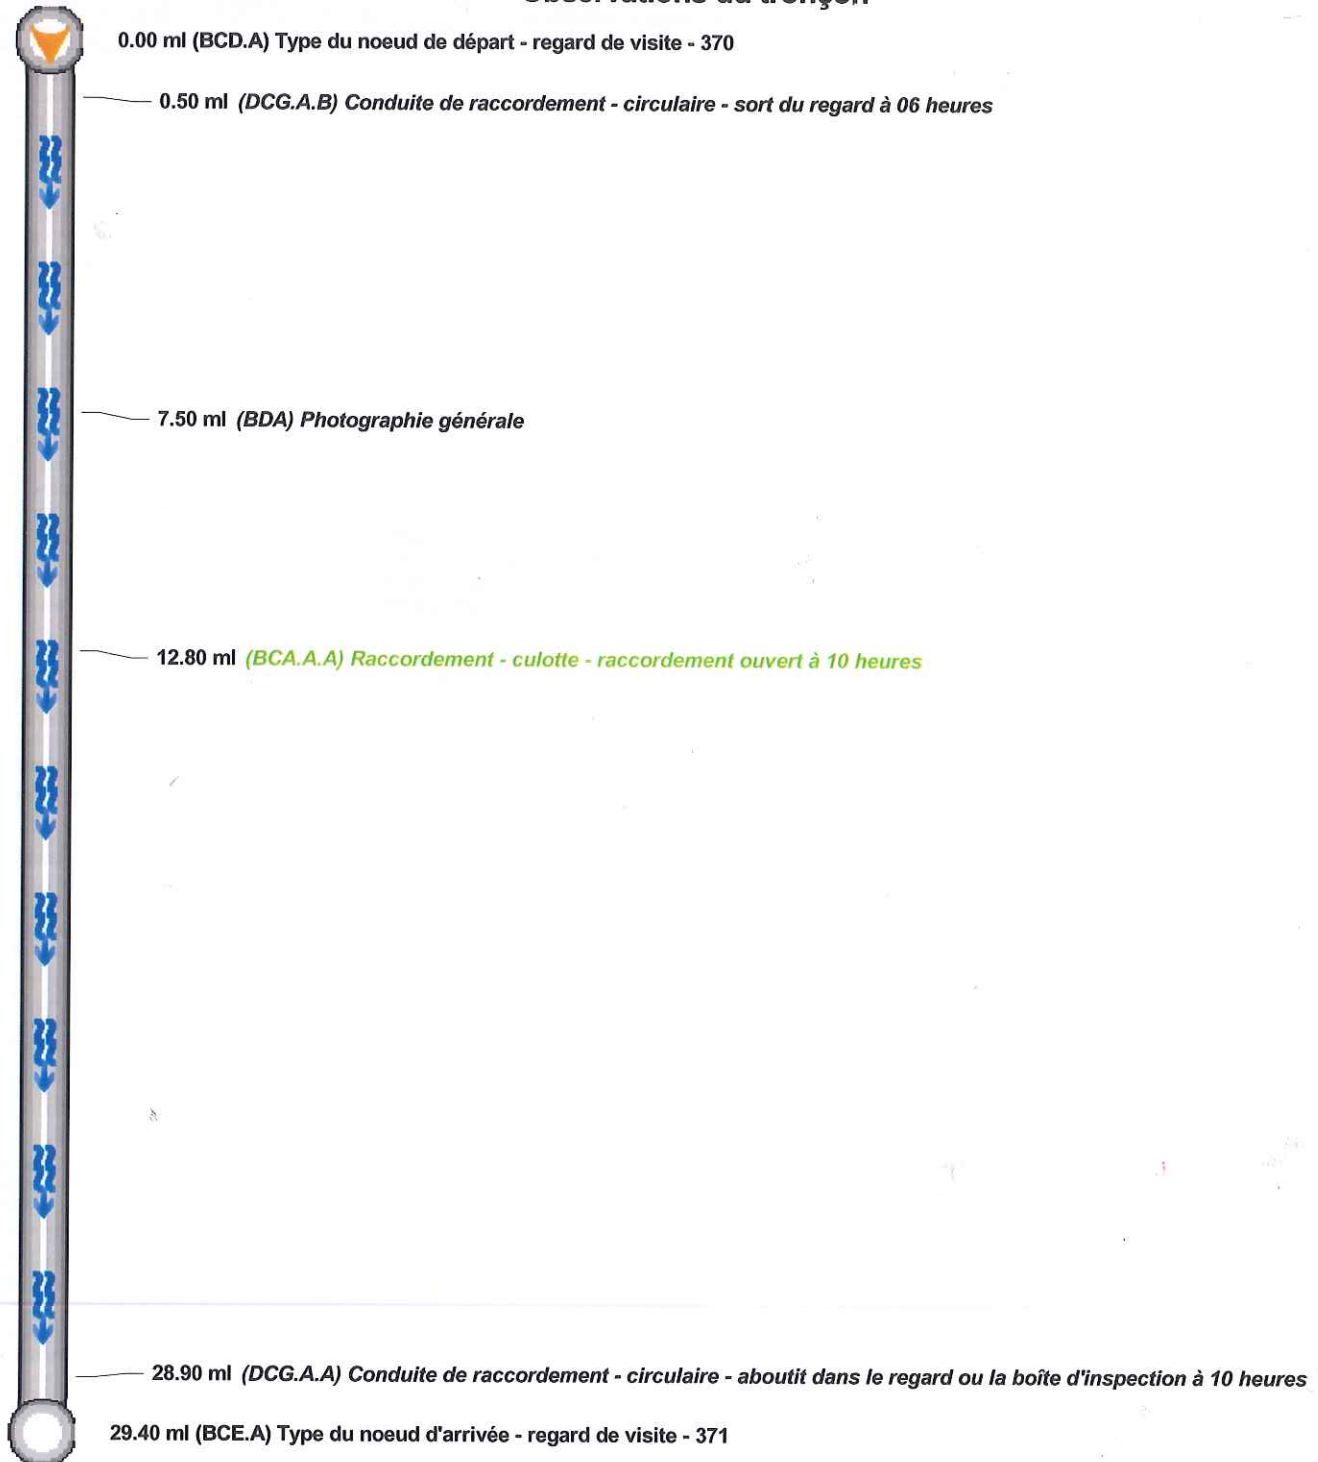 Observations du tronçon
0.00 ml (BCD.A) Type du noeud de départ - regard de visite - 370
0.50 ml (DCG.A.B) Conduite de raccordement - circulaire - sort du regard à 06 heures
7.50 ml (BDA) Photographie générale
12.80 ml (BCA.A.A) Raccordement - culotte - raccordement ouvert à 10 heures
28.90 ml (DCG.A.A) Conduite de raccordement - circulaire - aboutit dans le regard ou la boîte d'inspection à 10 heures
29.40 ml (BCE.A) Type du noeud d'arrivée - regard de visite - 371